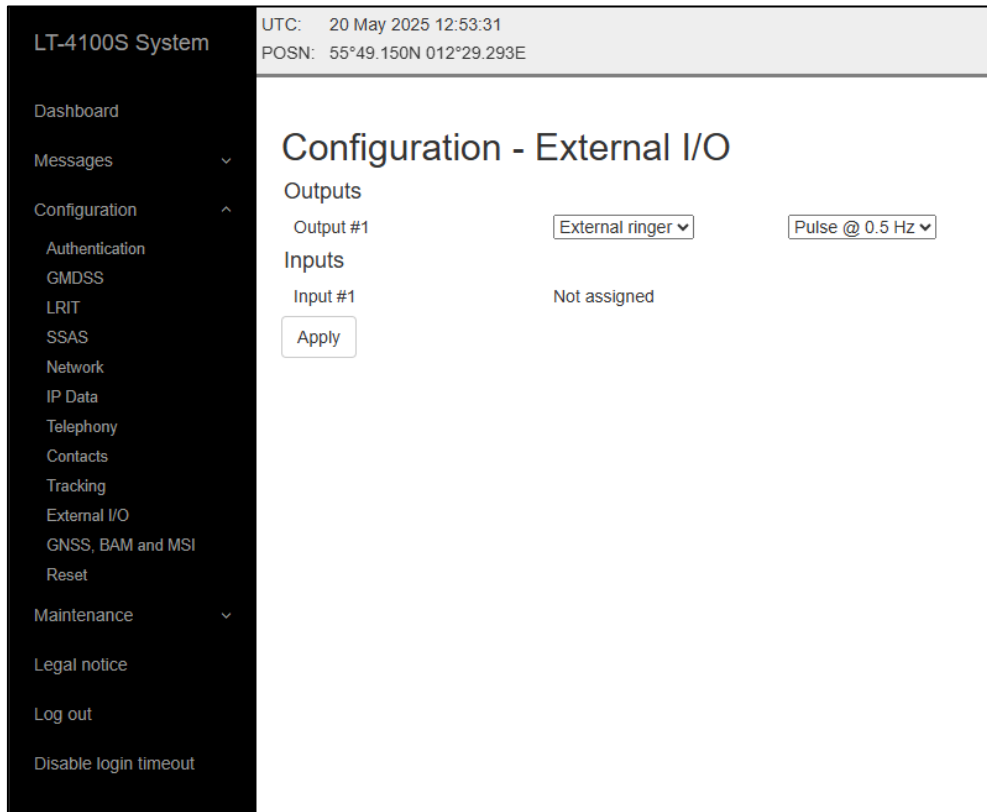 LT-4100S System
UTC: 20 May 2025 12:53:31
POSN: 55°49.150N 012°29.293E
Dashboard
Messages
Configuration
Authentication
GMDSS
LRIT
SSAS
Network
IP Data
Telephony
Contacts
Tracking
External I/O
GNSS, BAM and MSI
Reset
Maintenance
Legal notice
Log out
Disable login timeout
Configuration - External I/O
Outputs
Output #1 External ringer Pulse @ 0.5 Hz
Inputs
Input #1 Not assigned
Apply